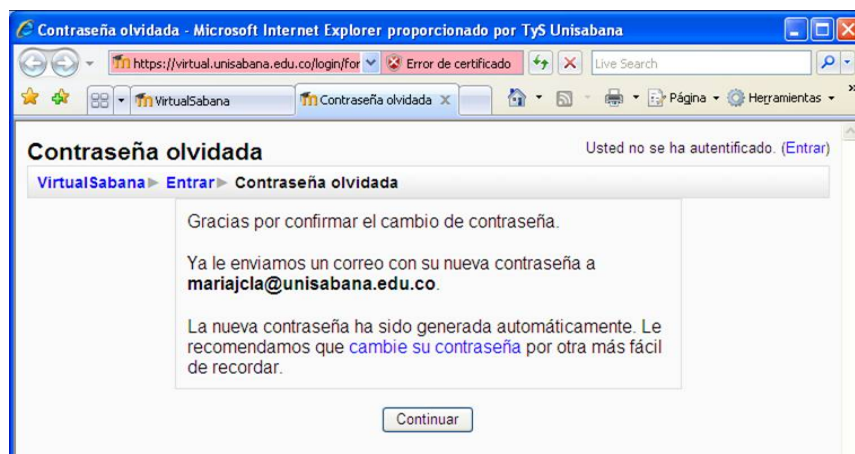 Contraseña olvidada - Microsoft Internet Explorer proporcionado por TyS Unisabana
https://virtual.unisabana.edu.co/login/for Error de certificado Live Search
VirtualSabana Contraseña olvidada Página Herramientas »
Contraseña olvidada Usted no se ha autentificado. (Entrar)
VirtualSabana ► Entrar ► Contraseña olvidada
Gracias por confirmar el cambio de contraseña.
Ya le enviamos un correo con su nueva contraseña a
mariajcla@unisabana.edu.co.
La nueva contraseña ha sido generada automáticamente. Le
recomendamos que cambie su contraseña por otra más fácil
de recordar.
Continuar